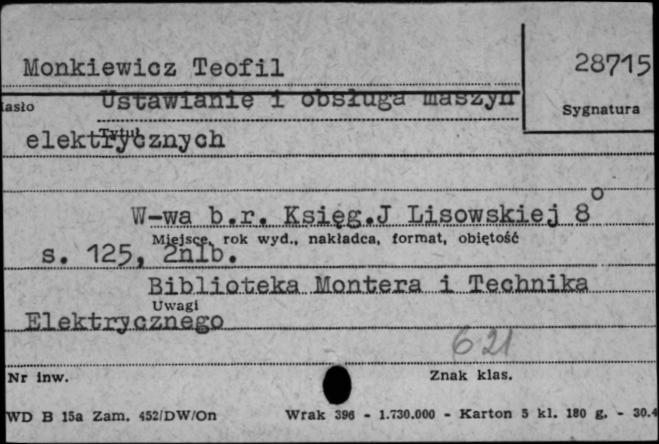 Monkiewicz Teofil
28715
asło
Ustawianie i obsługa maszyn
Sygnatura
Tytuł
elektrycznych
W-wa b.r. Księg.J Lisowskiej 8°
Miejsce, rok wyd., nakładca, format, objętość
s. 125, 2nlb.
Biblioteka Montera i Technika
Uwagi
Elektrycznego
621
Nr inw.
Znak klas.
WD B 15a Zam. 452/DW/On Wrak 396 - 1.730.000 - Karton 5 kl. 180 g. - 30.4